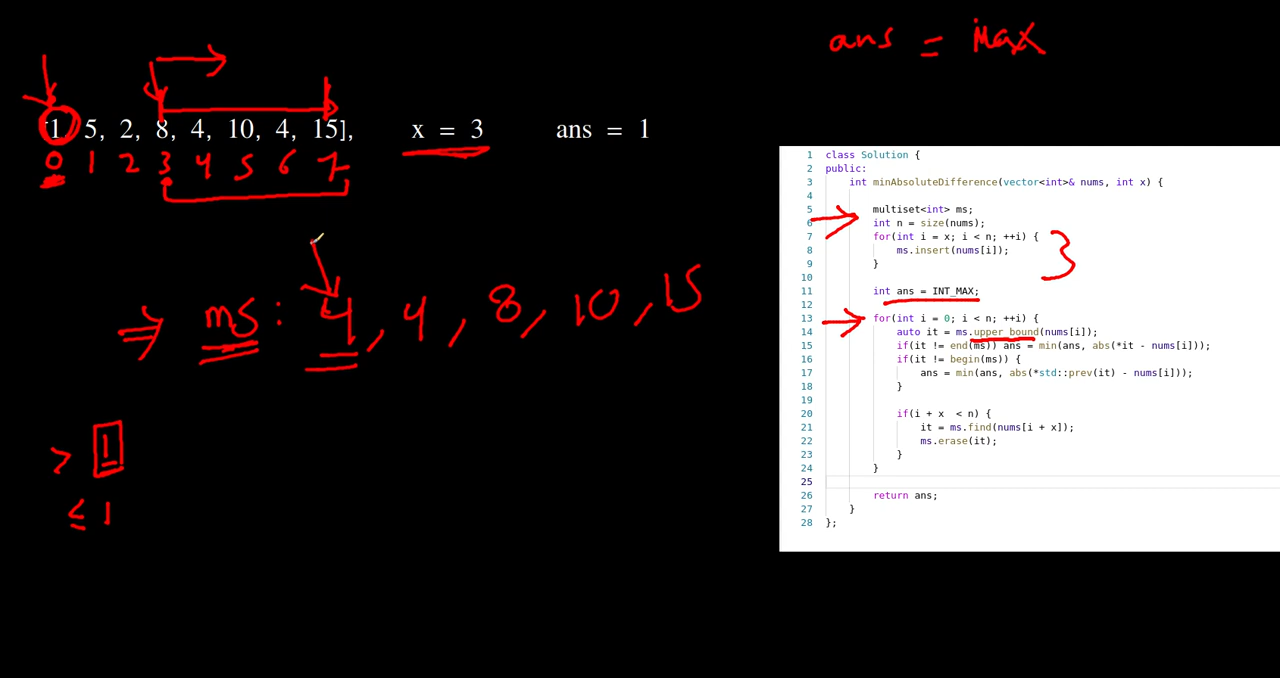 ans = Max
[1, 5, 2, 8, 4, 10, 4, 15], x = 3 ans = 1
0 1 2 3 4 5 6 7
⇒ ms: 4, 4, 8, 10, 15
> 1
≤ 1
1 class Solution {
2 public:
3 int minAbsoluteDifference(vector<int>& nums, int x) {
4
5 multiset<int> ms;
6 int n = size(nums);
7 for(int i = x; i < n; ++i) {
8 ms.insert(nums[i]);
9 }
10
11 int ans = INT_MAX;
12
13 for(int i = 0; i < n; ++i) {
14 auto it = ms.upper_bound(nums[i]);
15 if(it != end(ms)) ans = min(ans, abs(*it - nums[i]));
16 if(it != begin(ms)) {
17 ans = min(ans, abs(*std::prev(it) - nums[i]));
18 }
19
20 if(i + x < n) {
21 it = ms.find(nums[i + x]);
22 ms.erase(it);
23 }
24 }
25
26 return ans;
27 }
28 };